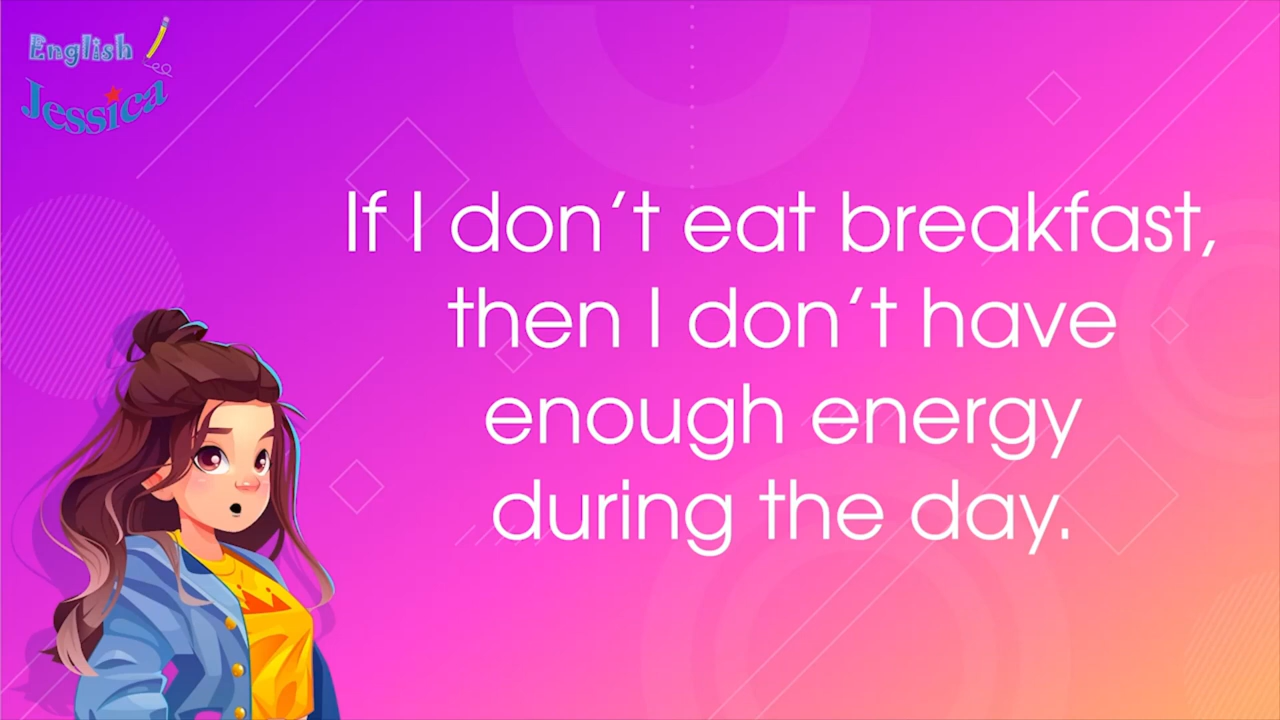 English
Jessica
If I don't eat breakfast,
then I don't have
enough energy
during the day.